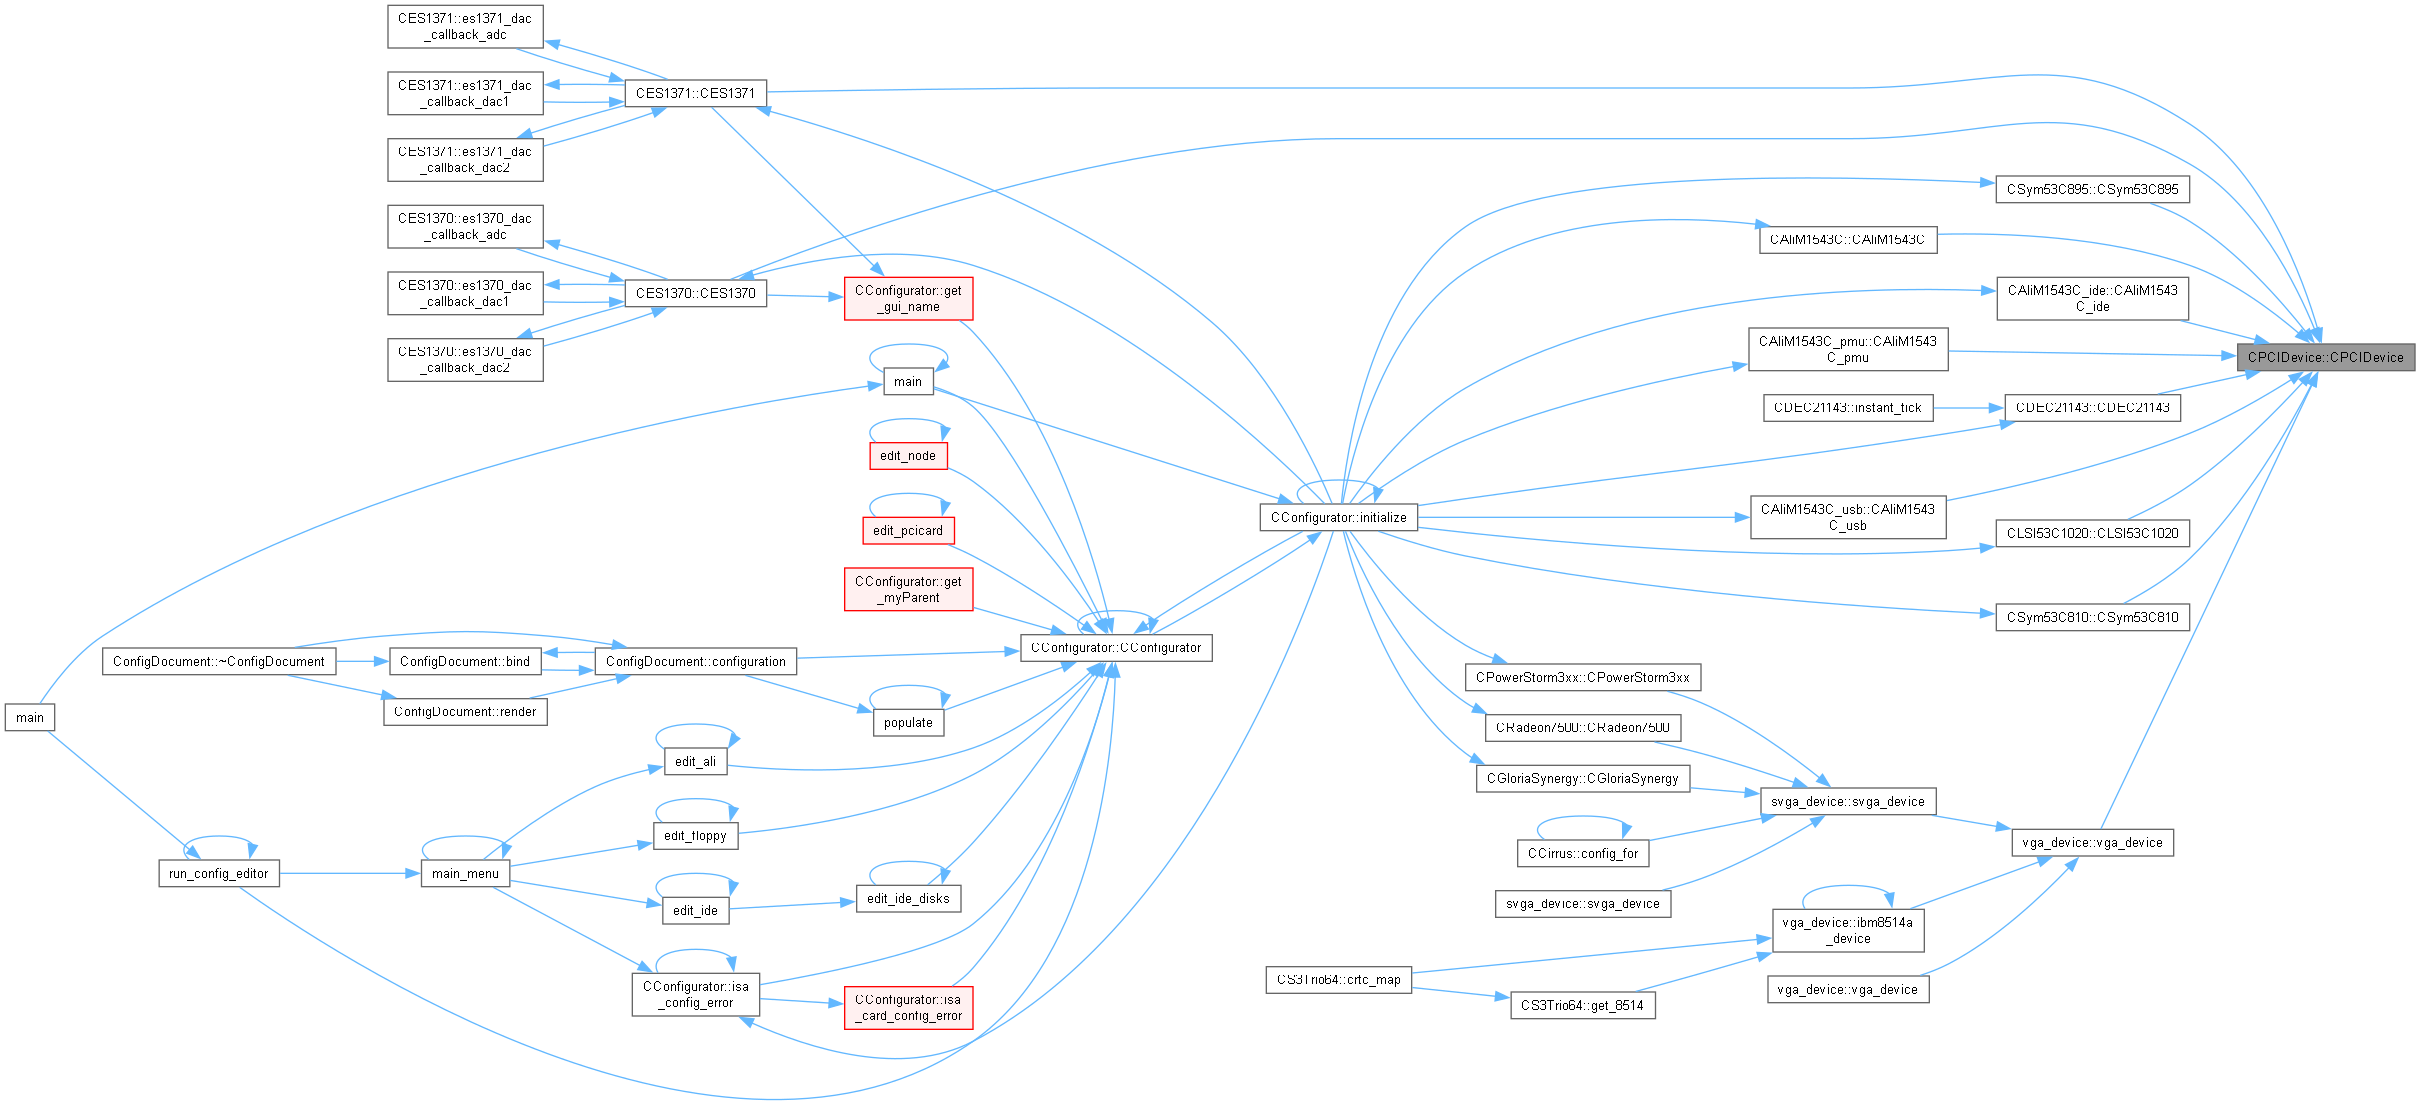 CES1371::es1371_dac
_callback_adc
CES1371::es1371_dac
_callback_dac1
CES1371::es1371_dac
_callback_dac2
CES1371::CES1371
CES1370::es1370_dac
_callback_adc
CES1370::es1370_dac
_callback_dac1
CES1370::es1370_dac
_callback_dac2
CES1370::CES1370
CConfigurator::get
_gui_name
main
edit_node
edit_pcicard
CConfigurator::get
_myParent
ConfigDocument::~ConfigDocument
ConfigDocument::bind
ConfigDocument::configuration
ConfigDocument::render
populate
main
edit_ali
edit_floppy
run_config_editor
main_menu
edit_ide
edit_ide_disks
CConfigurator::isa
_config_error
CConfigurator::isa
_card_config_error
CConfigurator::CConfigurator
CConfigurator::initialize
CSym53C895::CSym53C895
CAliM1543C::CAliM1543C
CAliM1543C_ide::CAliM1543
C_ide
CAliM1543C_pmu::CAliM1543
C_pmu
CPCIDevice::CPCIDevice
CDEC21143::instant_tick
CDEC21143::CDEC21143
CAliM1543C_usb::CAliM1543
C_usb
CLSI53C1020::CLSI53C1020
CSym53C810::CSym53C810
CPowerStorm3xx::CPowerStorm3xx
CRadeon7500::CRadeon7500
CGloriaSynergy::CGloriaSynergy
svga_device::svga_device
CCirrus::config_for
vga_device::vga_device
svga_device::svga_device
vga_device::ibm8514a
_device
CS3Trio64::crtc_map
CS3Trio64::get_8514
vga_device::vga_device